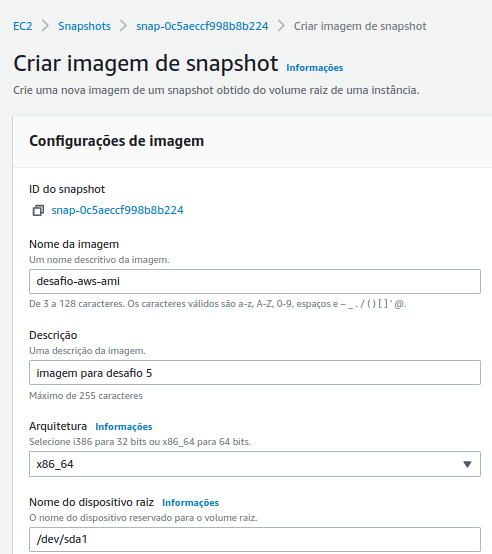 EC2 > Snapshots > snap-0c5aeccf998b8b224 > Criar imagem de snapshot
Criar imagem de snapshot Informações
Crie uma nova imagem de um snapshot obtido do volume raiz de uma instância.
Configurações de imagem
ID do snapshot
snap-0c5aeccf998b8b224
Nome da imagem
Um nome descritivo da imagem.
desafio-aws-ami
De 3 a 128 caracteres. Os caracteres válidos são a-z, A-Z, 0-9, espaços e – _ . / ( ) [ ] ' @.
Descrição
Uma descrição da imagem.
imagem para desafio 5
Máximo de 255 caracteres
Arquitetura Informações
Selecione i386 para 32 bits ou x86_64 para 64 bits.
x86_64
Nome do dispositivo raiz Informações
O nome do dispositivo reservado para o volume raiz.
/dev/sda1